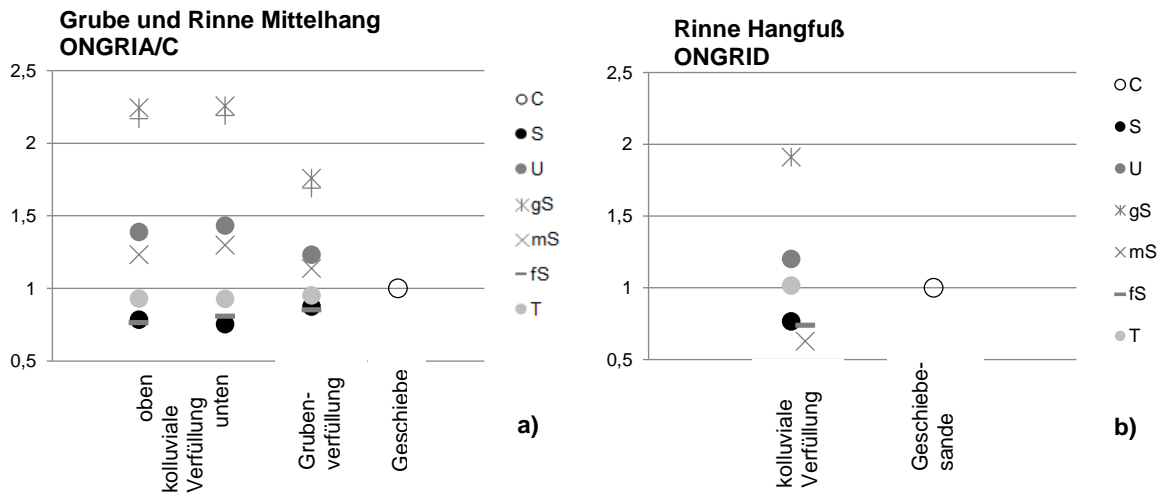 Grube und Rinne Mittelhang
ONGRIA/C
2,5
2
1,5
1
0,5
oben
kolluviale
Verfüllung
unten
Gruben-
verfüllung
Geschiebe
C
S
U
gS
mS
fS
T
a)
Rinne Hangfuß
ONGRID
2,5
2
1,5
1
0,5
kolluviale
Verfüllung
Geschiebe-
sande
C
S
U
gS
mS
fS
T
b)